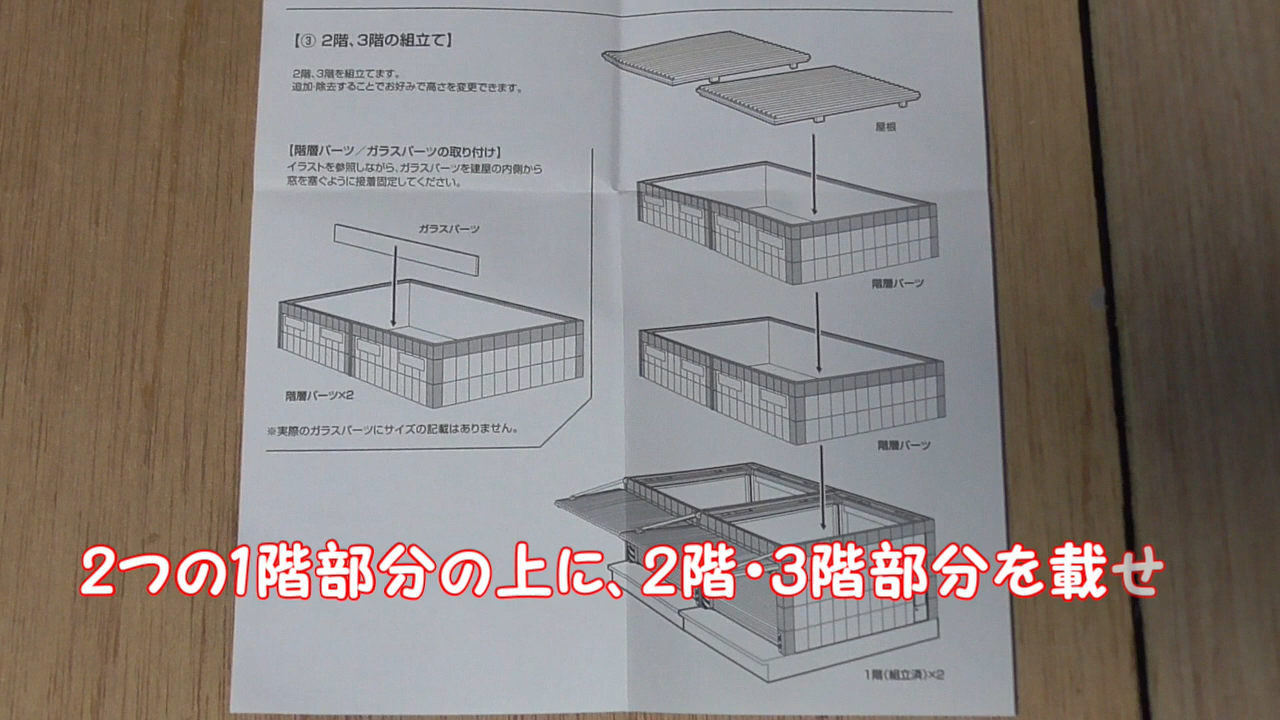 【③ 2階、3階の組立て】
2階、3階を組立てます。
追加・除去することでお好みで高さを変更できます。
【階層パーツ／ガラスパーツの取り付け】
イラストを参照しながら、ガラスパーツを建屋の内側から
窓を塞ぐように接着固定してください。
ガラスパーツ
階層パーツ×2
※実際のガラスパーツにサイズの記載はありません。
屋根
階層パーツ
階層パーツ
1階(組立済)×2
2つの1階部分の上に、2階・3階部分を載せ